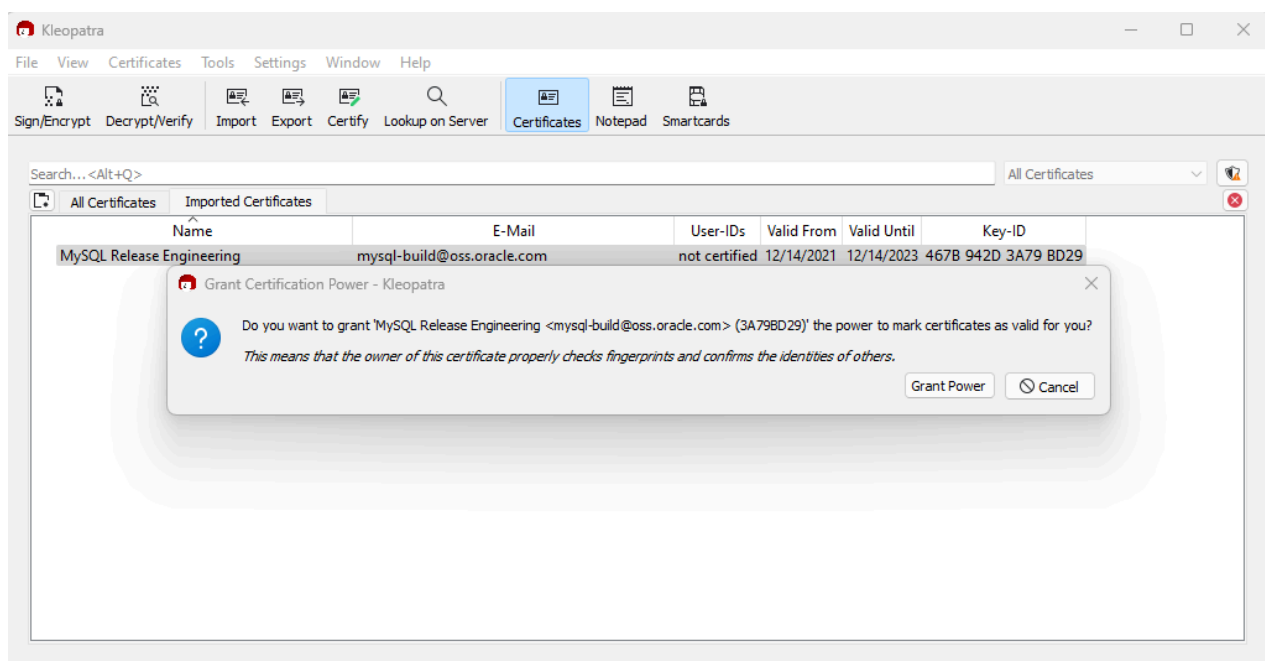 Kleopatra
File View Certificates Tools Settings Window Help
Sign/Encrypt Decrypt/Verify Import Export Certify Lookup on Server Certificates Notepad Smartcards
Search...<Alt+Q> All Certificates
All Certificates Imported Certificates
Name E-Mail User-IDs Valid From Valid Until Key-ID
MySQL Release Engineering mysql-build@oss.oracle.com not certified 12/14/2021 12/14/2023 467B 942D 3A79 BD29
Grant Certification Power - Kleopatra
Do you want to grant 'MySQL Release Engineering <mysql-build@oss.oracle.com> (3A79BD29)' the power to mark certificates as valid for you?
This means that the owner of this certificate properly checks fingerprints and confirms the identities of others.
Grant Power Cancel